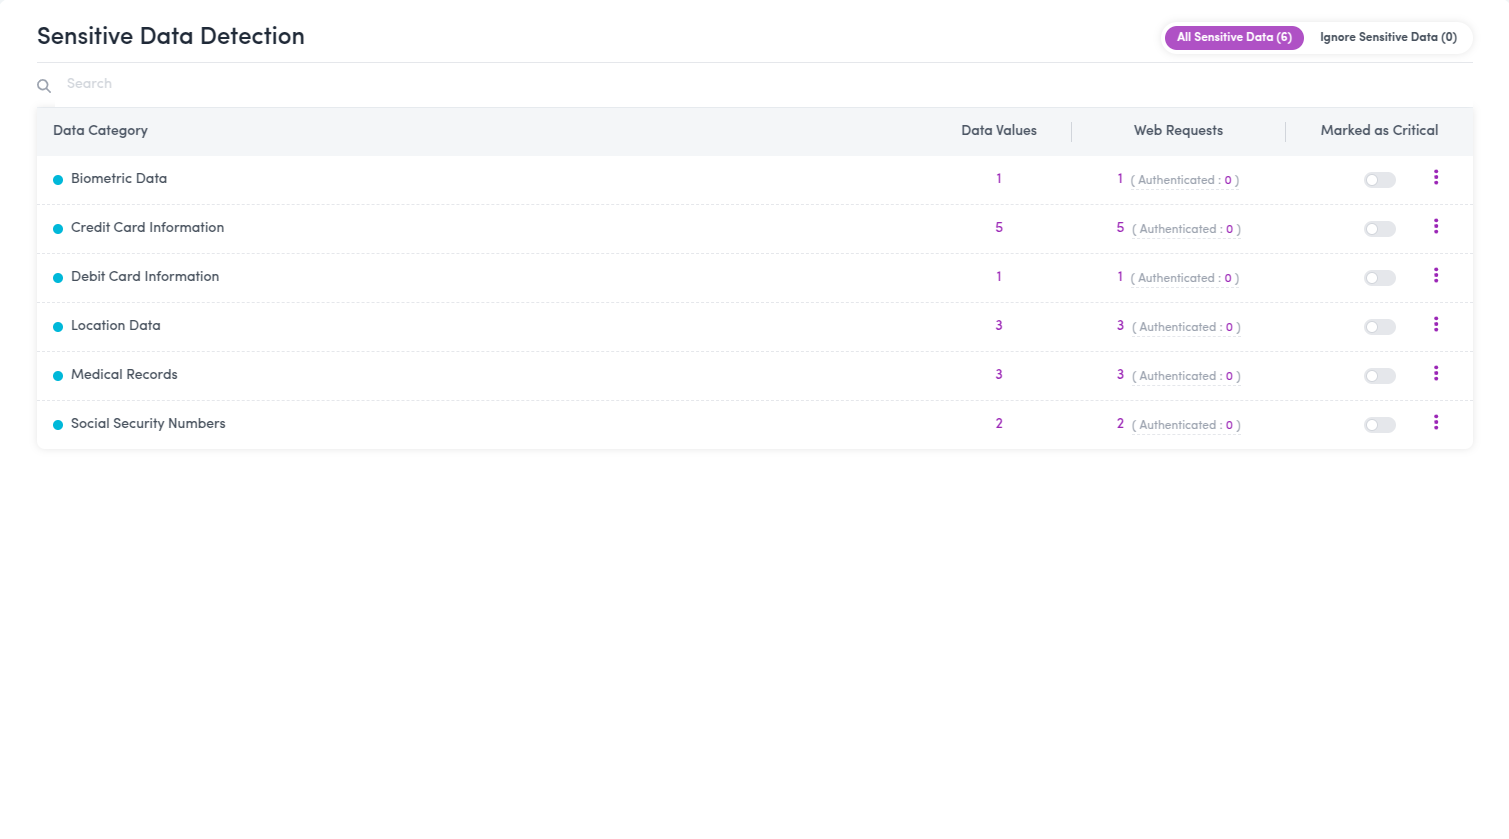 Sensitive Data Detection
All Sensitive Data (6) Ignore Sensitive Data (0)
Search
Data Category Data Values Web Requests Marked as Critical
Biometric Data 1 1 ( Authenticated : 0 )
Credit Card Information 5 5 ( Authenticated : 0 )
Debit Card Information 1 1 ( Authenticated : 0 )
Location Data 3 3 ( Authenticated : 0 )
Medical Records 3 3 ( Authenticated : 0 )
Social Security Numbers 2 2 ( Authenticated : 0 )